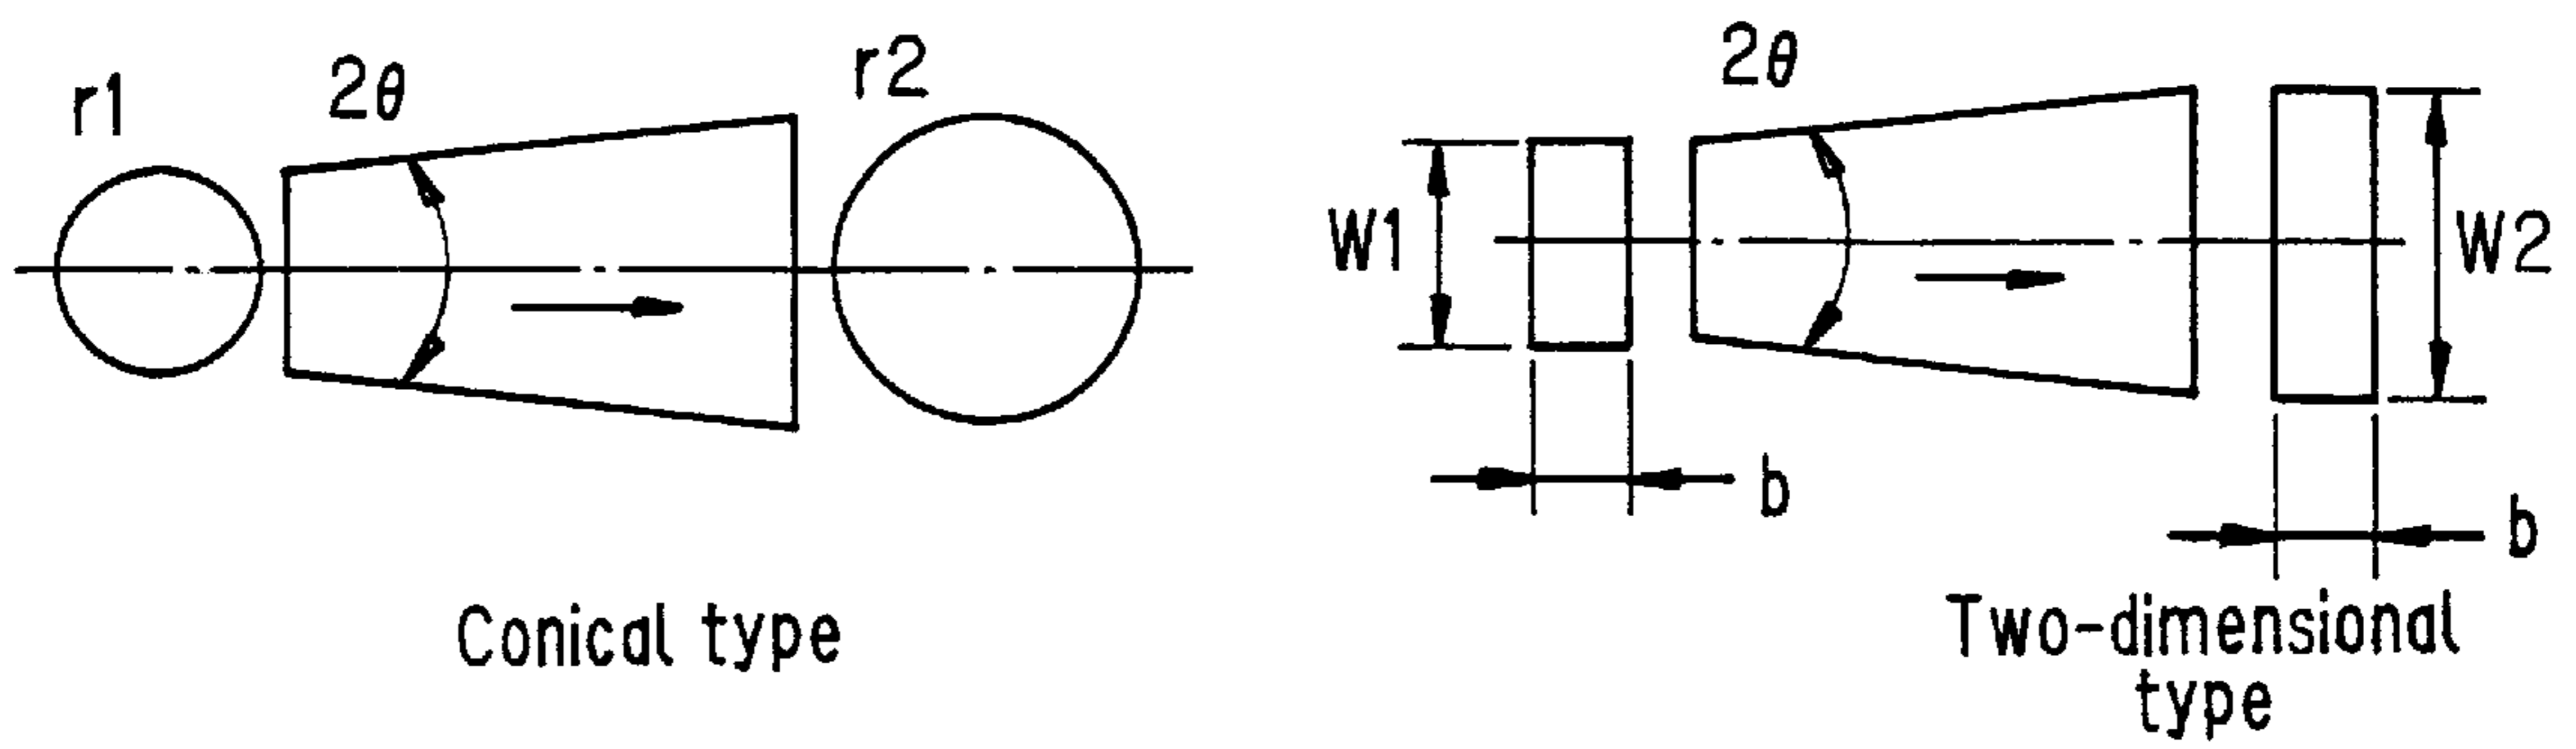 r1
2θ
r2
Conical type
2θ
W1
W2
b
b
Two-dimensional
type